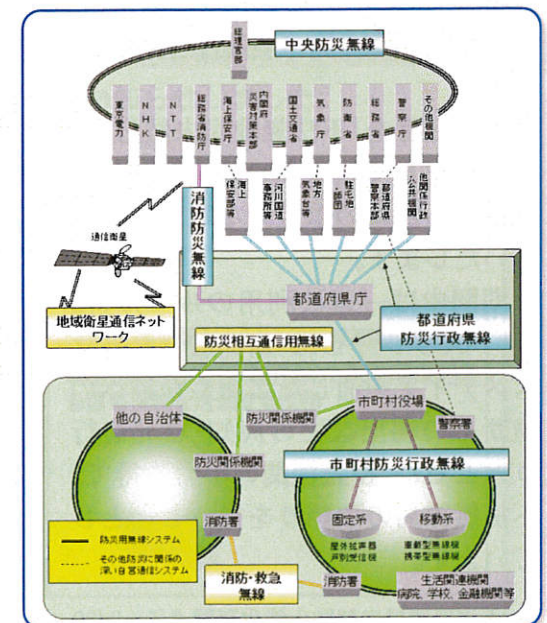 総理官邸
中央防災無線
東京電力
NHK
NTT
総務省消防庁
海上保安庁
内閣府
災害対策本部
国土交通省
気象庁
防衛省
総務省
警察庁
その他機関
海上
保安部等
河川国道
事務所等
地方
気象台等
駐屯地
・師団
都道府県
警察本部
他関係行政
・公共機関
消防防災無線
通信衛星
地域衛星通信ネット
ワーク
都道府県庁
都道府県
防災行政無線
防災相互通信用無線
他の自治体
防災関係機関
市町村役場
警察署
防災関係機関
市町村防災行政無線
消防署
固定系
移動系
屋外拡声器
戸別受信機
車載型無線機
携帯型無線機
防災用無線システム
その他防災に関係の
深い自営通信システム
消防・救急
無線
消防署
生活関連機関
病院、学校、金融機関等